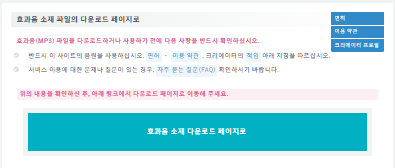 효과음 소재 파일의 다운로드 페이지로
면허
이용 약관
크리에이터 프로필
효과음(MP3) 파일을 다운로드하거나 사용하기 전에 다음 사항을 반드시 확인하십시오.
반드시 이 사이트의 음원을 사용하십시오. 면허 · 이용 약관 , 크리에이터의 책임 아래 지침을 따르십시오.
서비스 이용에 대한 문제나 질문이 있는 경우, 자주 묻는 질문(FAQ) 확인하시기 바랍니다.
위의 내용을 확인하신 후, 아래 링크에서 다운로드 페이지로 이동해 주세요.
효과음 소재 다운로드 페이지로